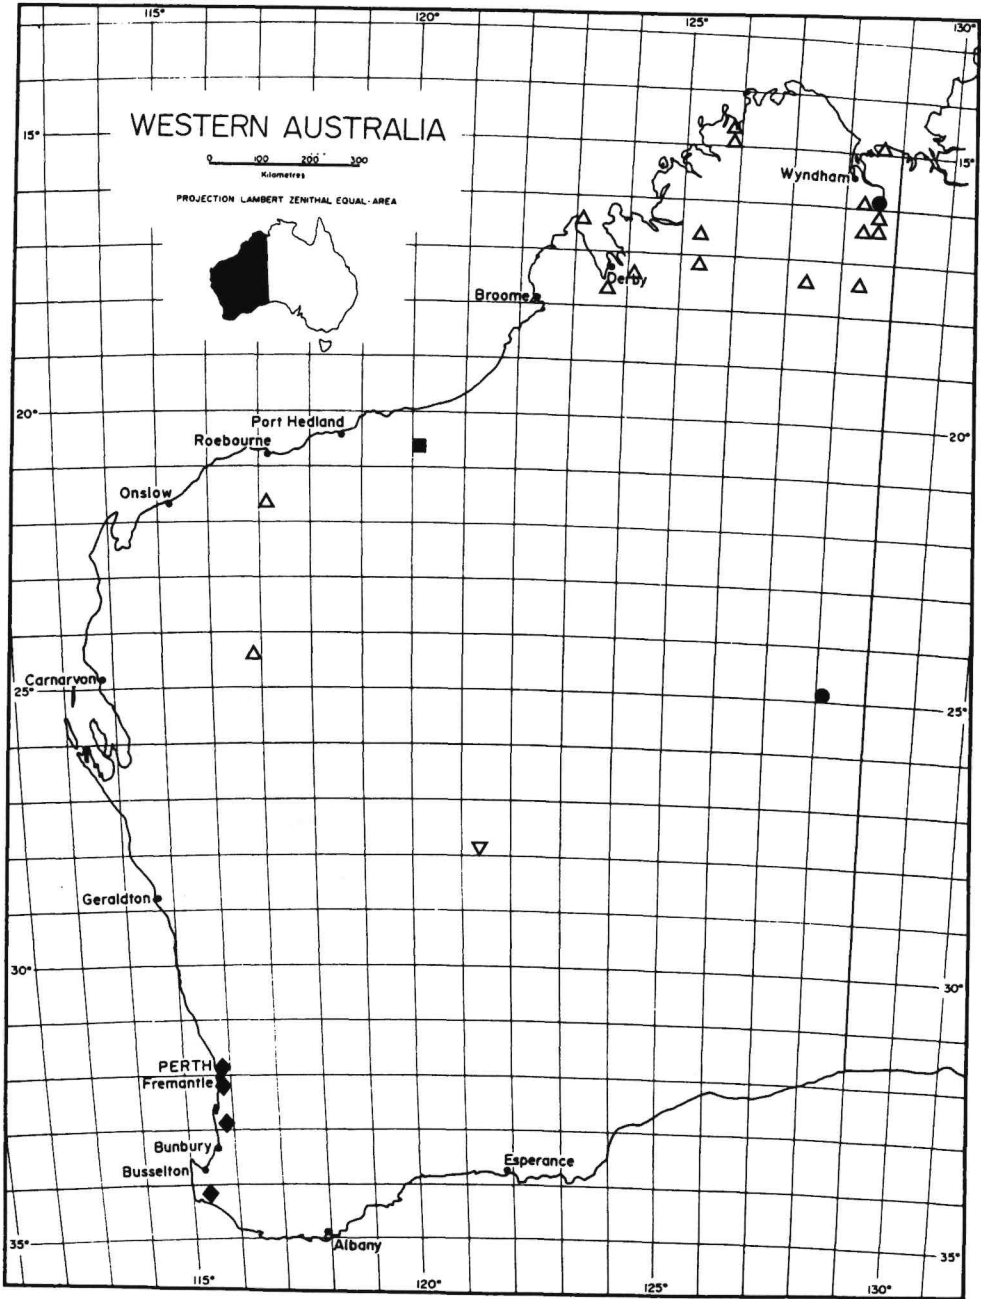 115°
120°
125°
130°
WESTERN AUSTRALIA
15°
15°
0 100 200 300
Kilometres
Wyndham
PROJECTION LAMBERT ZENITHAL EQUAL-AREA
Derby
Broome
20°
Port Hedland
20°
Roebourne
Onslow
Carnarvon
25°
25°
Geraldton
30°
30°
PERTH
Fremantle
Bunbury
Busselton
Esperance
35°
Albany
35°
115°
120°
125°
130°